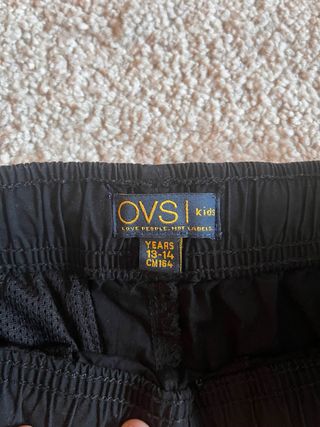 OVS kids
LOVE PEOPLE. NOT LABELS.
YEARS
13-14
CM164